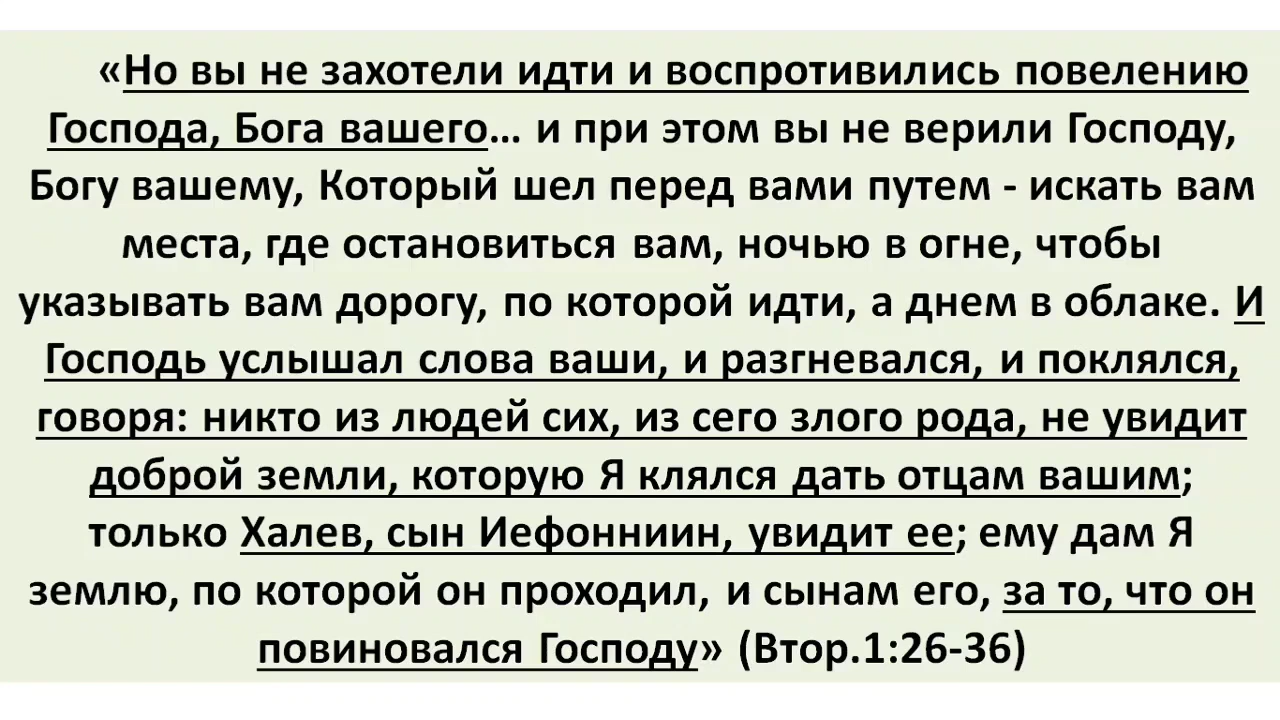 «Но вы не захотели идти и воспротивились повелению
Господа, Бога вашего… и при этом вы не верили Господу,
Богу вашему, Который шел перед вами путем - искать вам
места, где остановиться вам, ночью в огне, чтобы
указывать вам дорогу, по которой идти, а днем в облаке. И
Господь услышал слова ваши, и разгневался, и поклялся,
говоря: никто из людей сих, из сего злого рода, не увидит
доброй земли, которую Я клялся дать отцам вашим;
только Халев, сын Иефонниин, увидит ее; ему дам Я
землю, по которой он проходил, и сынам его, за то, что он
повиновался Господу» (Втор.1:26-36)